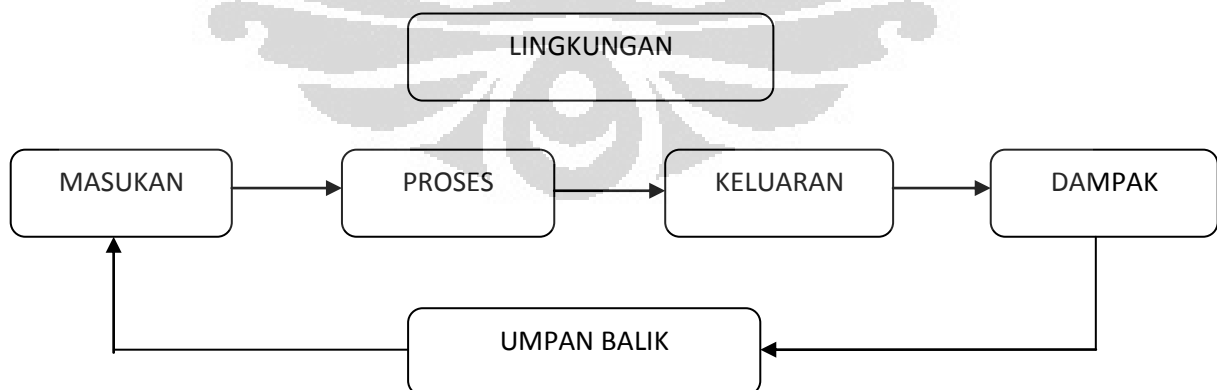 LINGKUNGAN
MASUKAN
PROSES
KELUARAN
DAMPAK
UMPAN BALIK